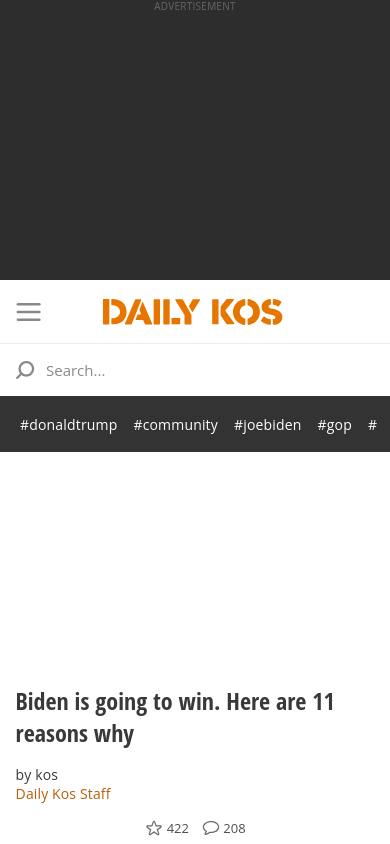 ADVERTISEMENT
DAILY KOS
Search...
#donaldtrump #community #joebiden #gop #
Biden is going to win. Here are 11
reasons why
by kos
Daily Kos Staff
422 208